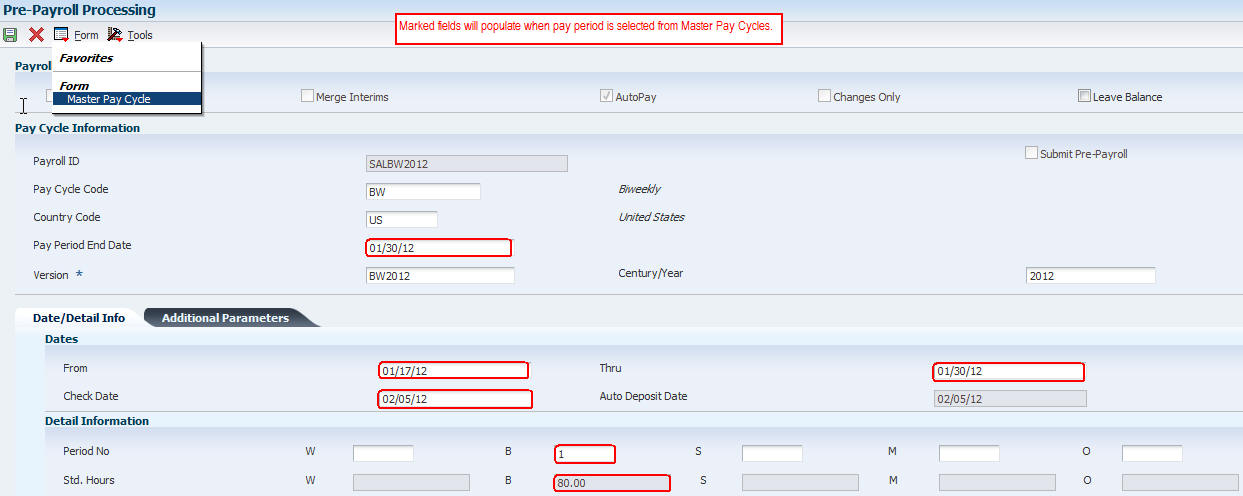 Pre-Payroll Processing
Marked fields will populate when pay period is selected from Master Pay Cycles.
Form Tools
Favorites
Form
Master Pay Cycle
Payrol
Merge Interims AutoPay Changes Only Leave Balance
Pay Cycle Information
Payroll ID SALBW2012 Submit Pre-Payroll
Pay Cycle Code BW Biweekly
Country Code US United States
Pay Period End Date 01/30/12
Version * BW2012 Century/Year 2012
Date/Detail Info Additional Parameters
Dates
From 01/17/12 Thru 01/30/12
Check Date 02/05/12 Auto Deposit Date 02/05/12
Detail Information
Period No W B 1 S M O
Std. Hours W B 80.00 S M O